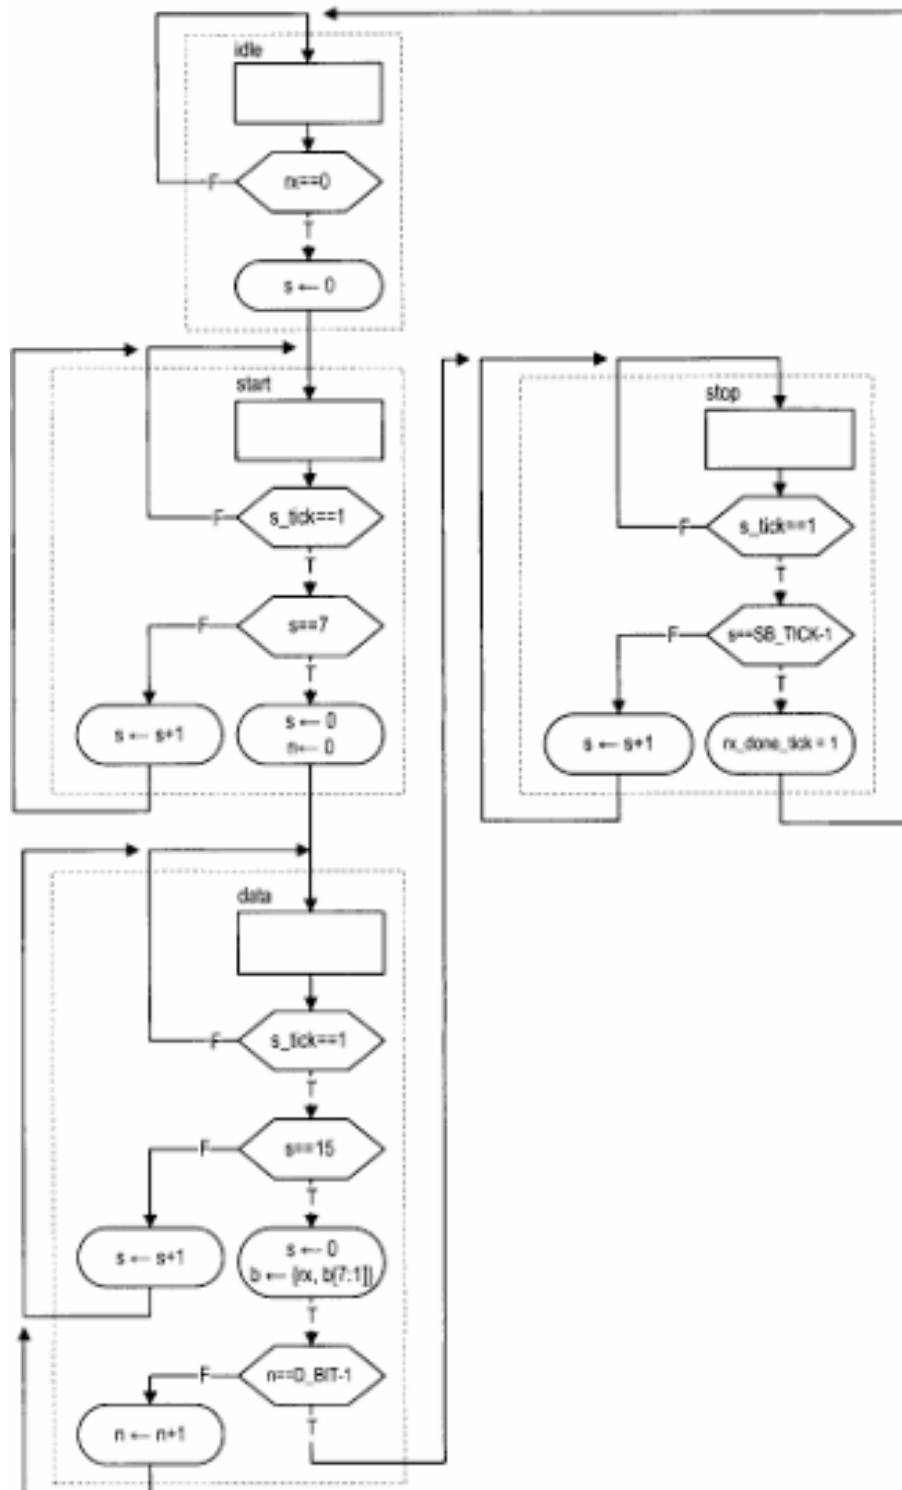 idle
rx==0
F
T
s ← 0
start
s_tick==1
F
T
s==7
F
T
s ← s+1
s ← 0
n ← 0
data
s_tick==1
F
T
s==15
F
T
s ← s+1
s ← 0
b ← {rx, b[7:1]}
T
n==D_BIT-1
F
T
n ← n+1
stop
s_tick==1
F
T
s==SB_TICK-1
F
T
s ← s+1
rx_done_tick = 1